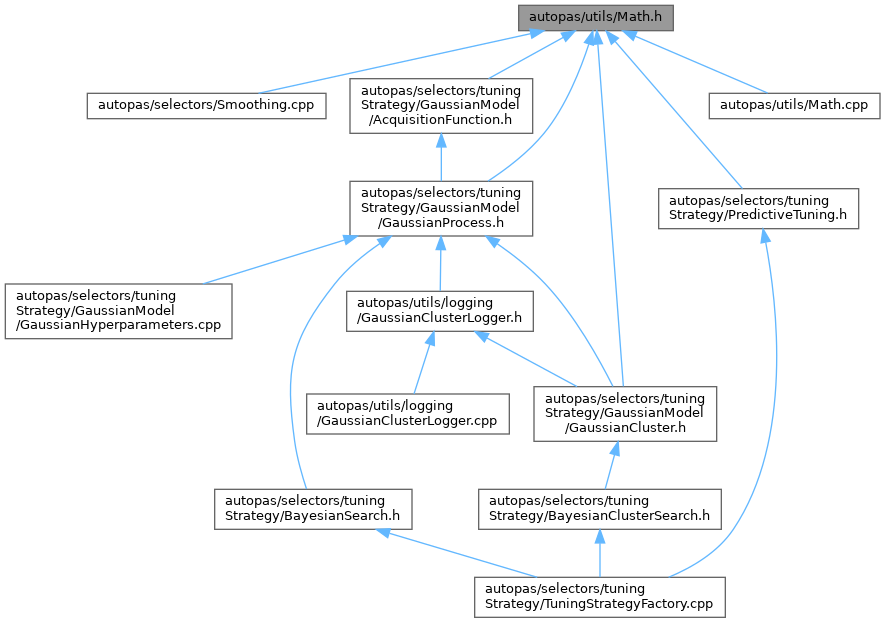 autopas/utils/Math.h
autopas/selectors/Smoothing.cpp
autopas/selectors/tuning
Strategy/GaussianModel
/AcquisitionFunction.h
autopas/utils/Math.cpp
autopas/selectors/tuning
Strategy/GaussianModel
/GaussianProcess.h
autopas/selectors/tuning
Strategy/PredictiveTuning.h
autopas/selectors/tuning
Strategy/GaussianModel
/GaussianHyperparameters.cpp
autopas/utils/logging
/GaussianClusterLogger.h
autopas/utils/logging
/GaussianClusterLogger.cpp
autopas/selectors/tuning
Strategy/GaussianModel
/GaussianCluster.h
autopas/selectors/tuning
Strategy/BayesianSearch.h
autopas/selectors/tuning
Strategy/BayesianClusterSearch.h
autopas/selectors/tuning
Strategy/TuningStrategyFactory.cpp